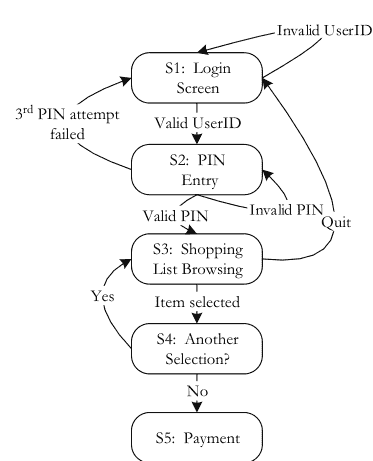 Invalid UserID
S1: Login
Screen
3rd PIN attempt
failed
Valid UserID
S2: PIN
Entry
Valid PIN
Invalid PIN
Quit
S3: Shopping
List Browsing
Yes
Item selected
S4: Another
Selection?
No
S5: Payment